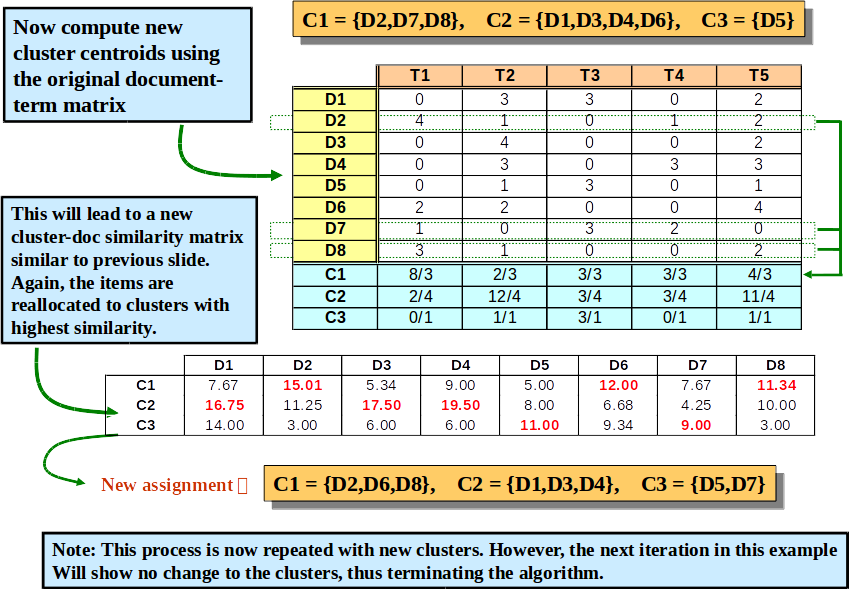 Now compute new
cluster centroids using
the original document-
term matrix
C1 = {D2,D7,D8}, C2 = {D1,D3,D4,D6}, C3 = {D5}
T1 T2 T3 T4 T5
D1 0 3 3 0 2
D2 4 1 0 1 2
D3 0 4 0 0 2
D4 0 3 0 3 3
D5 0 1 3 0 1
D6 2 2 0 0 4
D7 1 0 3 2 0
D8 3 1 0 0 2
C1 8/3 2/3 3/3 3/3 4/3
C2 2/4 12/4 3/4 3/4 11/4
C3 0/1 1/1 3/1 0/1 1/1
This will lead to a new
cluster-doc similarity matrix
similar to previous slide.
Again, the items are
reallocated to clusters with
highest similarity.
D1 D2 D3 D4 D5 D6 D7 D8
C1 7.67 15.01 5.34 9.00 5.00 12.00 7.67 11.34
C2 16.75 11.25 17.50 19.50 8.00 6.68 4.25 10.00
C3 14.00 3.00 6.00 6.00 11.00 9.34 9.00 3.00
New assignment
C1 = {D2,D6,D8}, C2 = {D1,D3,D4}, C3 = {D5,D7}
Note: This process is now repeated with new clusters. However, the next iteration in this example
Will show no change to the clusters, thus terminating the algorithm.